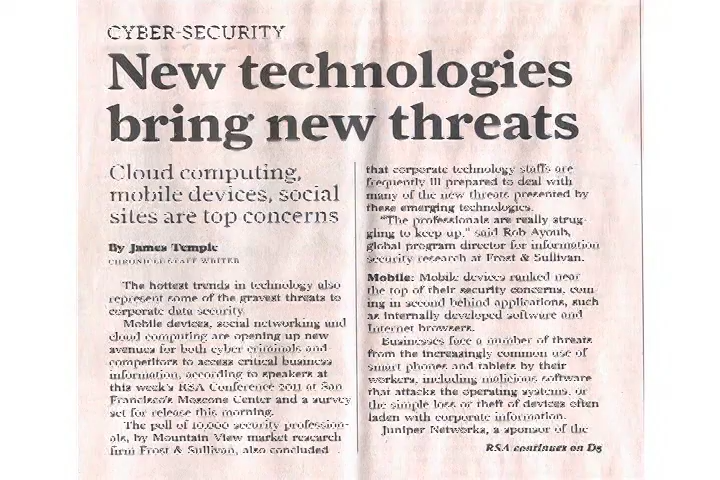 CYBER-SECURITY
New technologies
bring new threats
Cloud computing,
mobile devices, social
sites are top concerns
By James Temple
CHRONICLE STAFF WRITER
The hottest trends in technology also
represent some of the gravest threats to
corporate data security.
Mobile devices, social networking and
cloud computing are opening up new
avenues for both cyber criminals and
competitors to access critical business
information, according to speakers at
this week's RSA Conference 2011 at San
Francisco's Moscone Center and a survey
set for release this morning.
The poll of 10,000 security profession-
als, by Mountain View market research
firm Frost & Sullivan, also concluded
that corporate technology staffs are
frequently ill prepared to deal with
many of the new threats presented by
these emerging technologies.
"The professionals are really strug-
gling to keep up," said Rob Ayoub,
global program director for information
security research at Frost & Sullivan.
Mobile: Mobile devices ranked near
the top of their security concerns, com-
ing in second behind applications, such
as internally developed software and
Internet browsers.
Businesses face a number of threats
from the increasingly common use of
smart phones and tablets by their
workers, including malicious software
that attacks the operating systems, or
the simple loss or theft of devices often
laden with corporate information.
Juniper Networks, a sponsor of the
RSA continues on D5